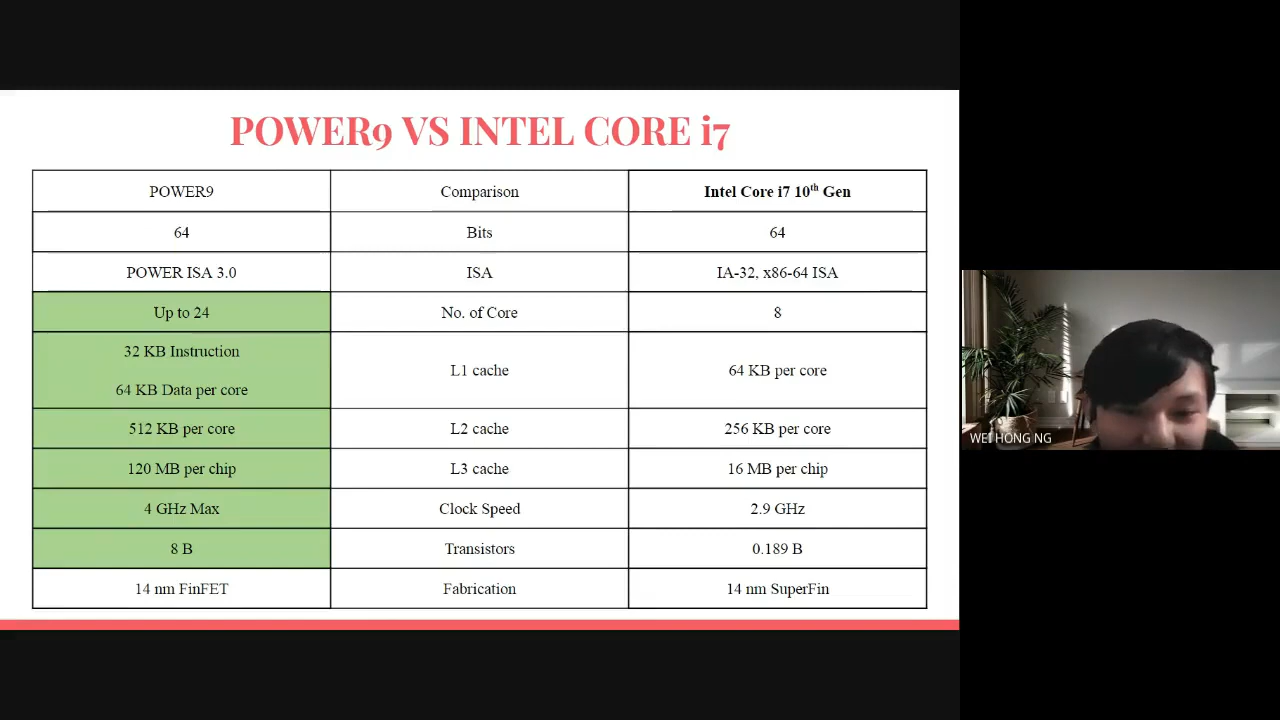 POWER9 VS INTEL CORE i7
POWER9 Comparison Intel Core i7 10th Gen
64 Bits 64
POWER ISA 3.0 ISA IA-32, x86-64 ISA
Up to 24 No. of Core 8
32 KB Instruction
64 KB Data per core
L1 cache
64 KB per core
512 KB per core L2 cache 256 KB per core
120 MB per chip L3 cache 16 MB per chip
4 GHz Max Clock Speed 2.9 GHz
8 B Transistors 0.189 B
14 nm FinFET Fabrication 14 nm SuperFin
WEI HONG NG